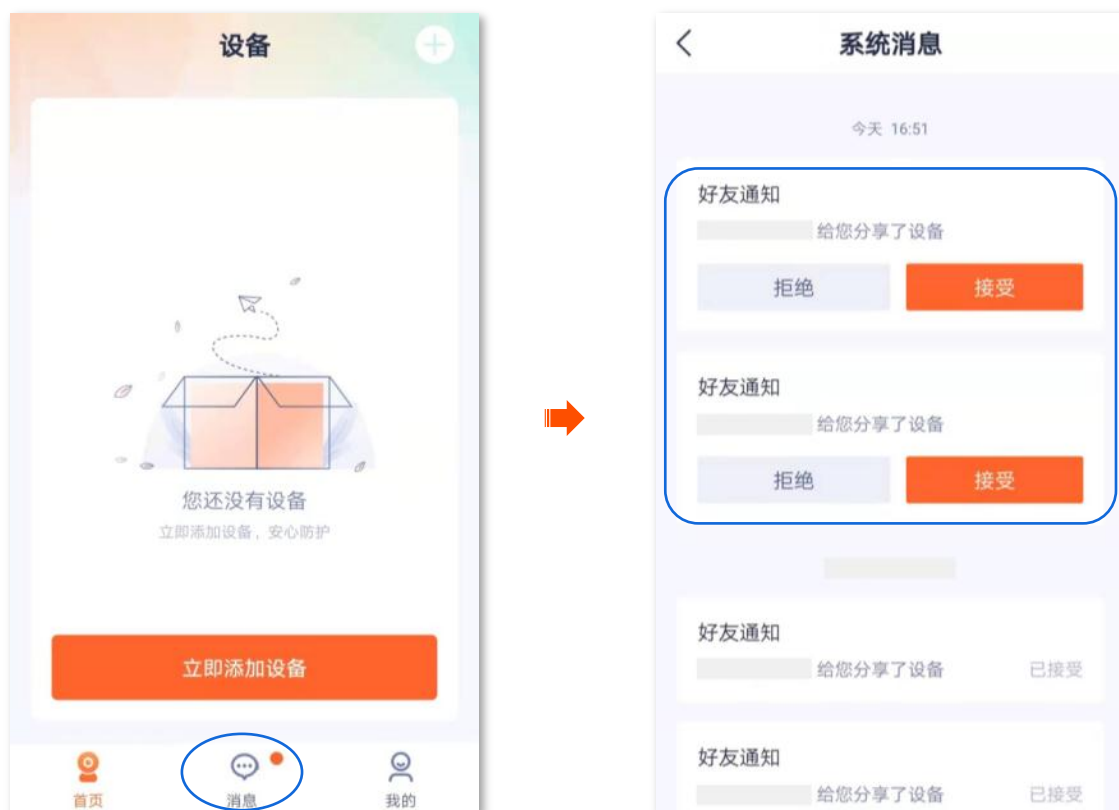 设备
您还没有设备
立即添加设备，安心防护
立即添加设备
首页
消息
我的
系统消息
今天 16:51
好友通知
给您分享了设备
拒绝
接受
好友通知
给您分享了设备
拒绝
接受
好友通知
给您分享了设备
已接受
好友通知
给您分享了设备
已接受